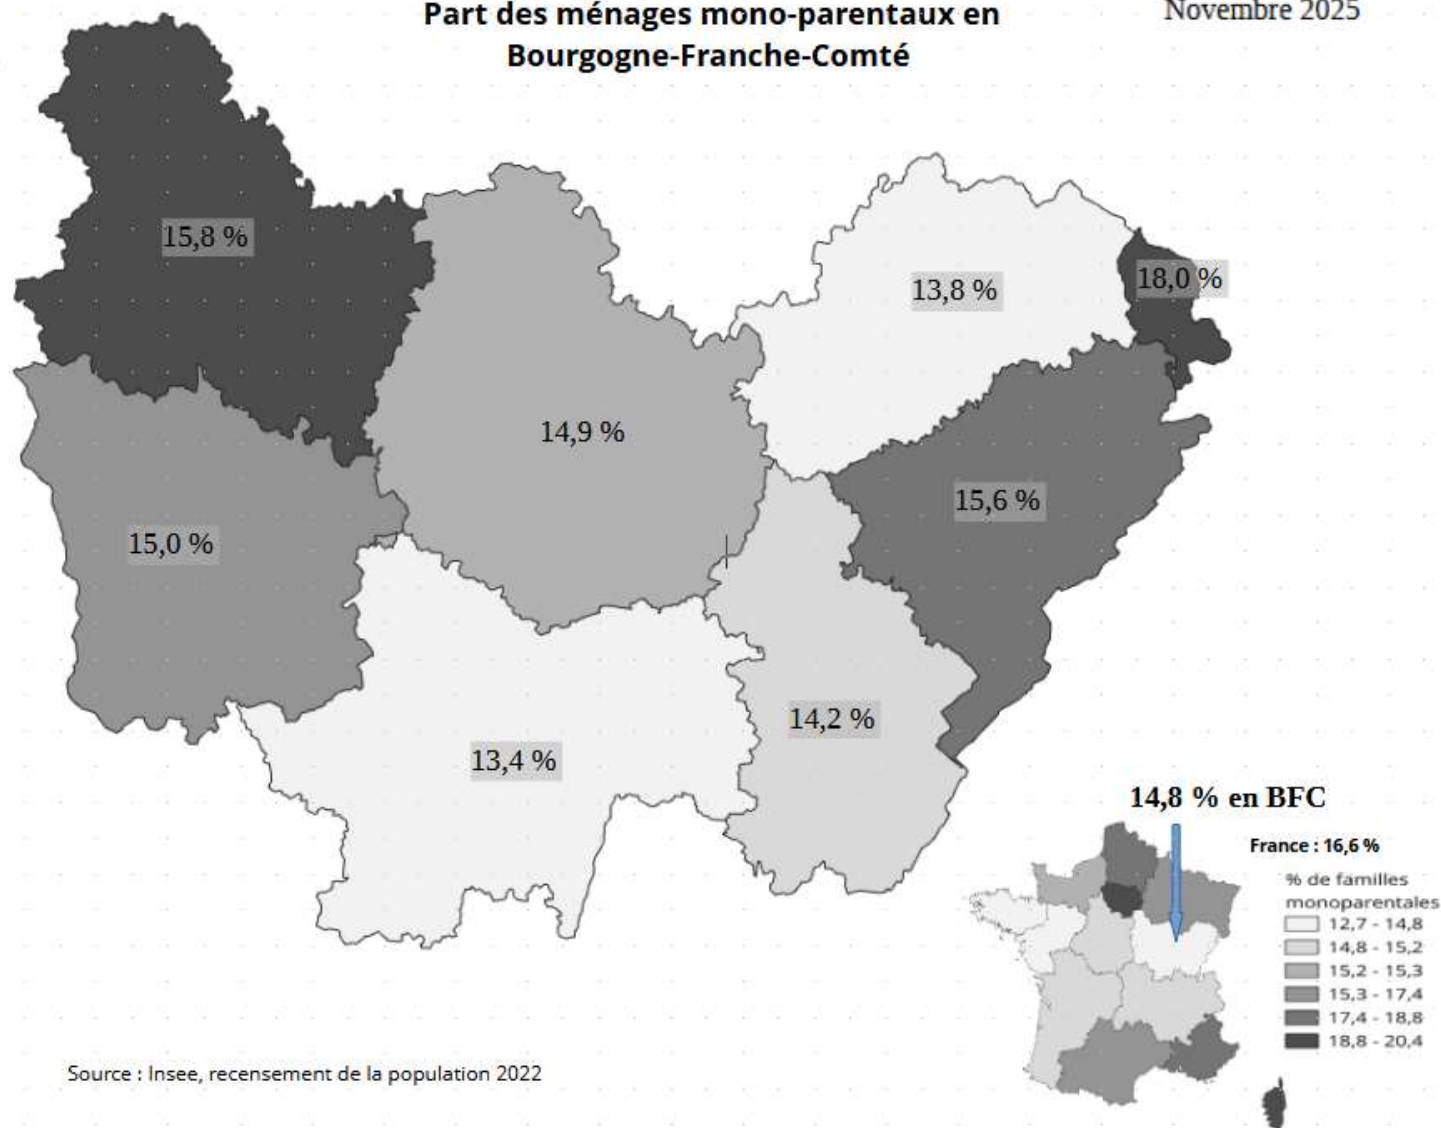 Part des ménages mono-parentaux en
Bourgogne-Franche-Comté
Novembre 2025
15,8 %
13,8 %
18,0 %
14,9 %
15,6 %
15,0 %
14,2 %
13,4 %
14,8 % en BFC
France : 16,6 %
% de familles
monoparentales
12,7 - 14,8
14,8 - 15,2
15,2 - 15,3
15,3 - 17,4
17,4 - 18,8
18,8 - 20,4
Source : Insee, recensement de la population 2022